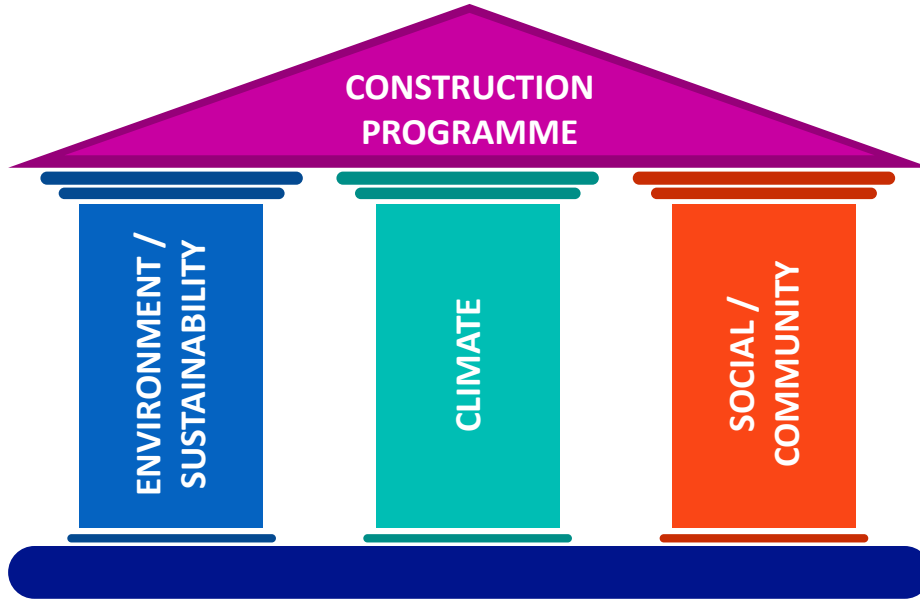 CONSTRUCTION
PROGRAMME
ENVIRONMENT /
SUSTAINABILITY
CLIMATE
SOCIAL /
COMMUNITY